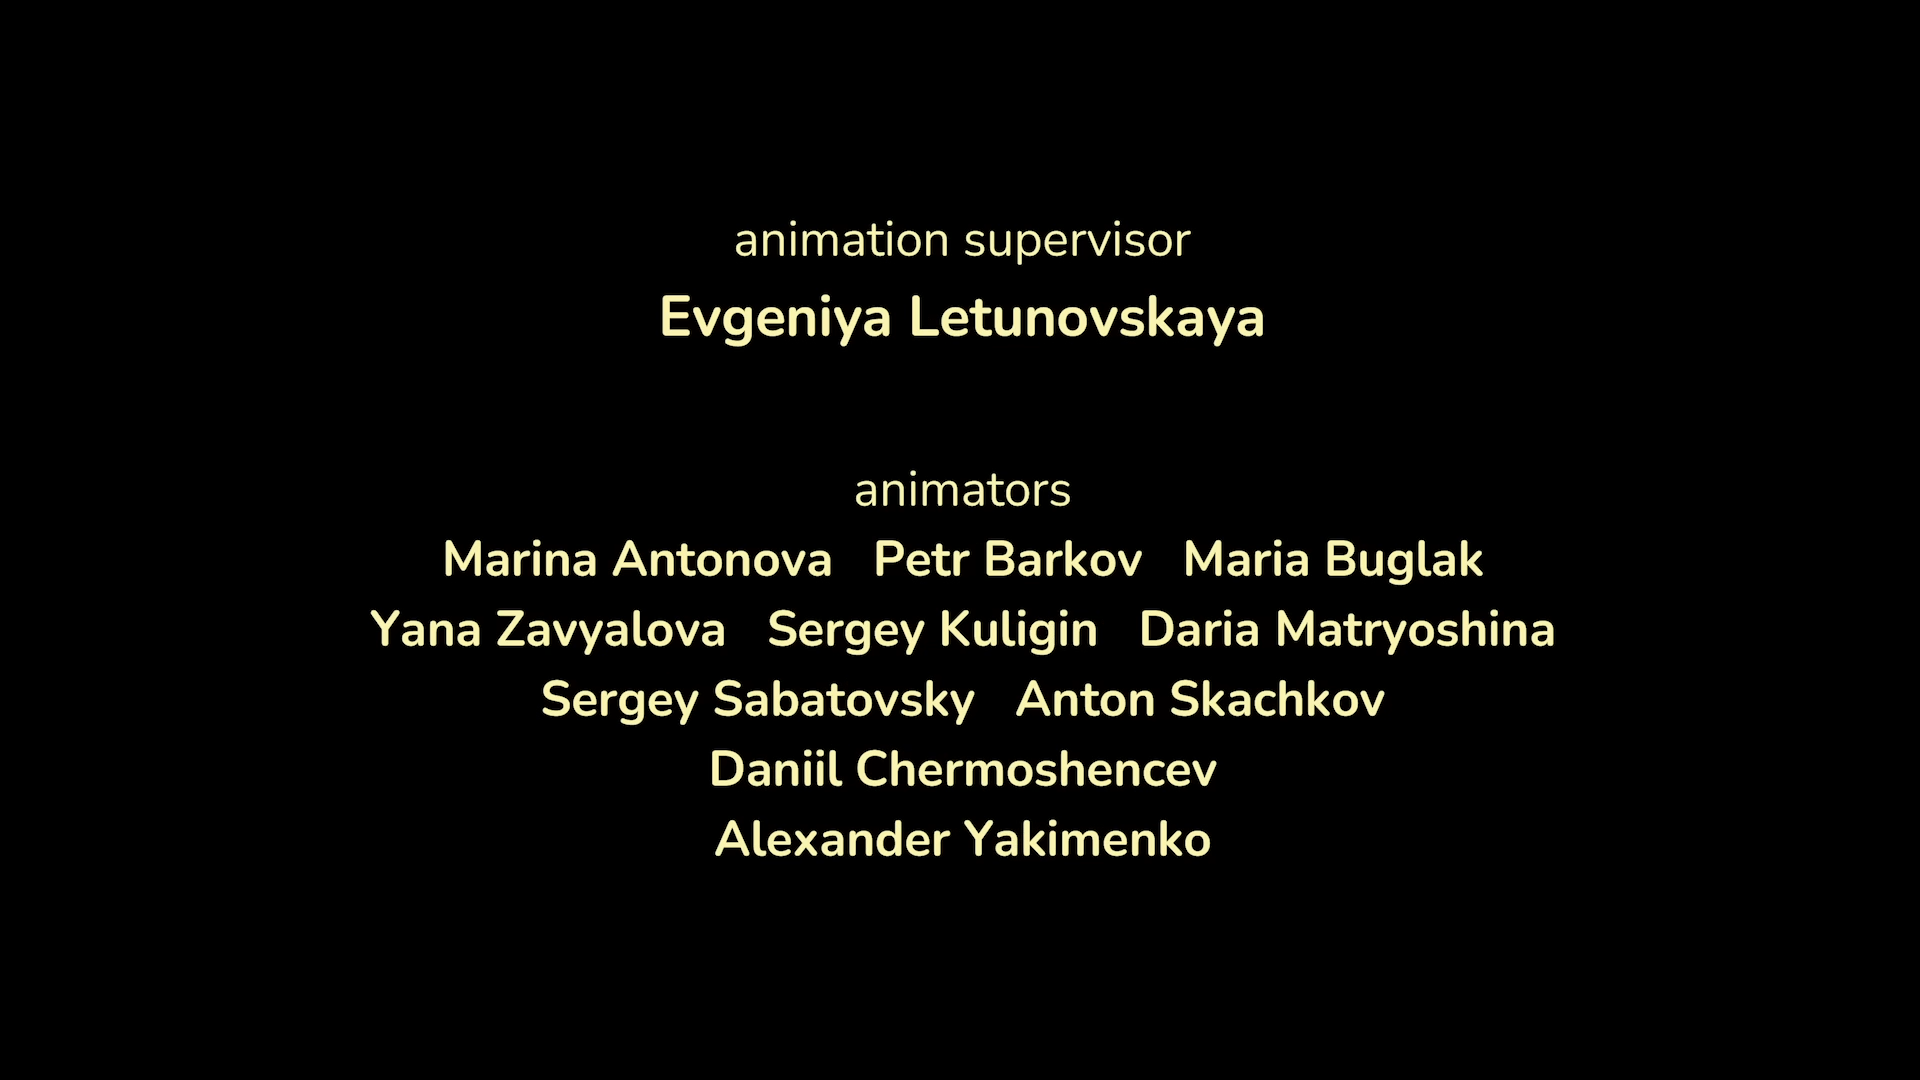 animation supervisor
Evgeniya Letunovskaya
animators
Marina Antonova Petr Barkov Maria Buglak
Yana Zavyalova Sergey Kuligin Daria Matryoshina
Sergey Sabatovsky Anton Skachkov
Daniil Chermoshencev
Alexander Yakimenko